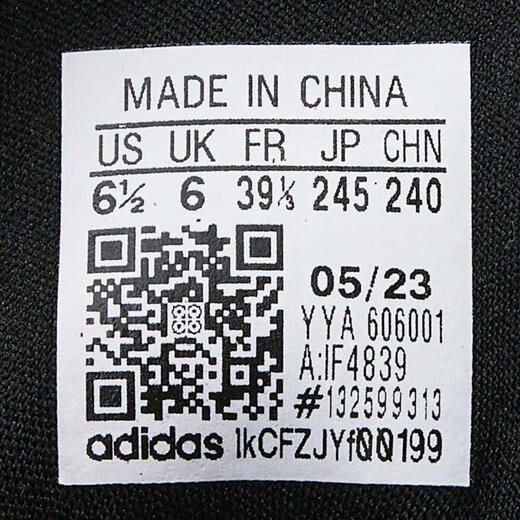 MADE IN CHINA
US UK FR JP CHN
6½ 6 39⅓ 245 240
05/23
YYA 606001
A:IF4839
#132599313
adidas 1kCFZJYf00199